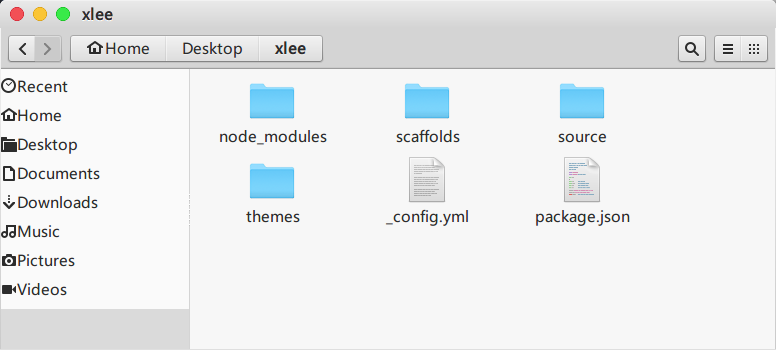 xlee
Home Desktop xlee
Recent
Home
Desktop
Documents
Downloads
Music
Pictures
Videos
node_modules scaffolds source
themes _config.yml package.json